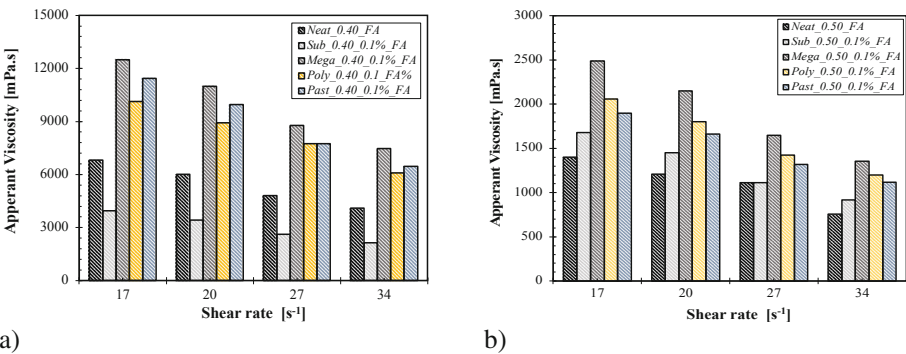 15000
12000
9000
6000
3000
0
Apperant Viscosity [mPa.s]
Neat_0.40_FA
Sub_0.40_0.1%_FA
Mega_0.40_0.1%_FA
Poly_0.40_0.1_FA%
Past_0.40_0.1%_FA
17 20 27 34
Shear rate [s-1]
a)
3000
2500
2000
1500
1000
500
0
Apperant Viscosity [mPa.s]
Neat_0.50_FA
Sub_0.50_0.1%_FA
Mega_0.50_0.1%_FA
Poly_0.50_0.1%_FA
Past_0.50_0.1%_FA
17 20 27 34
Shear rate [s-1]
b)